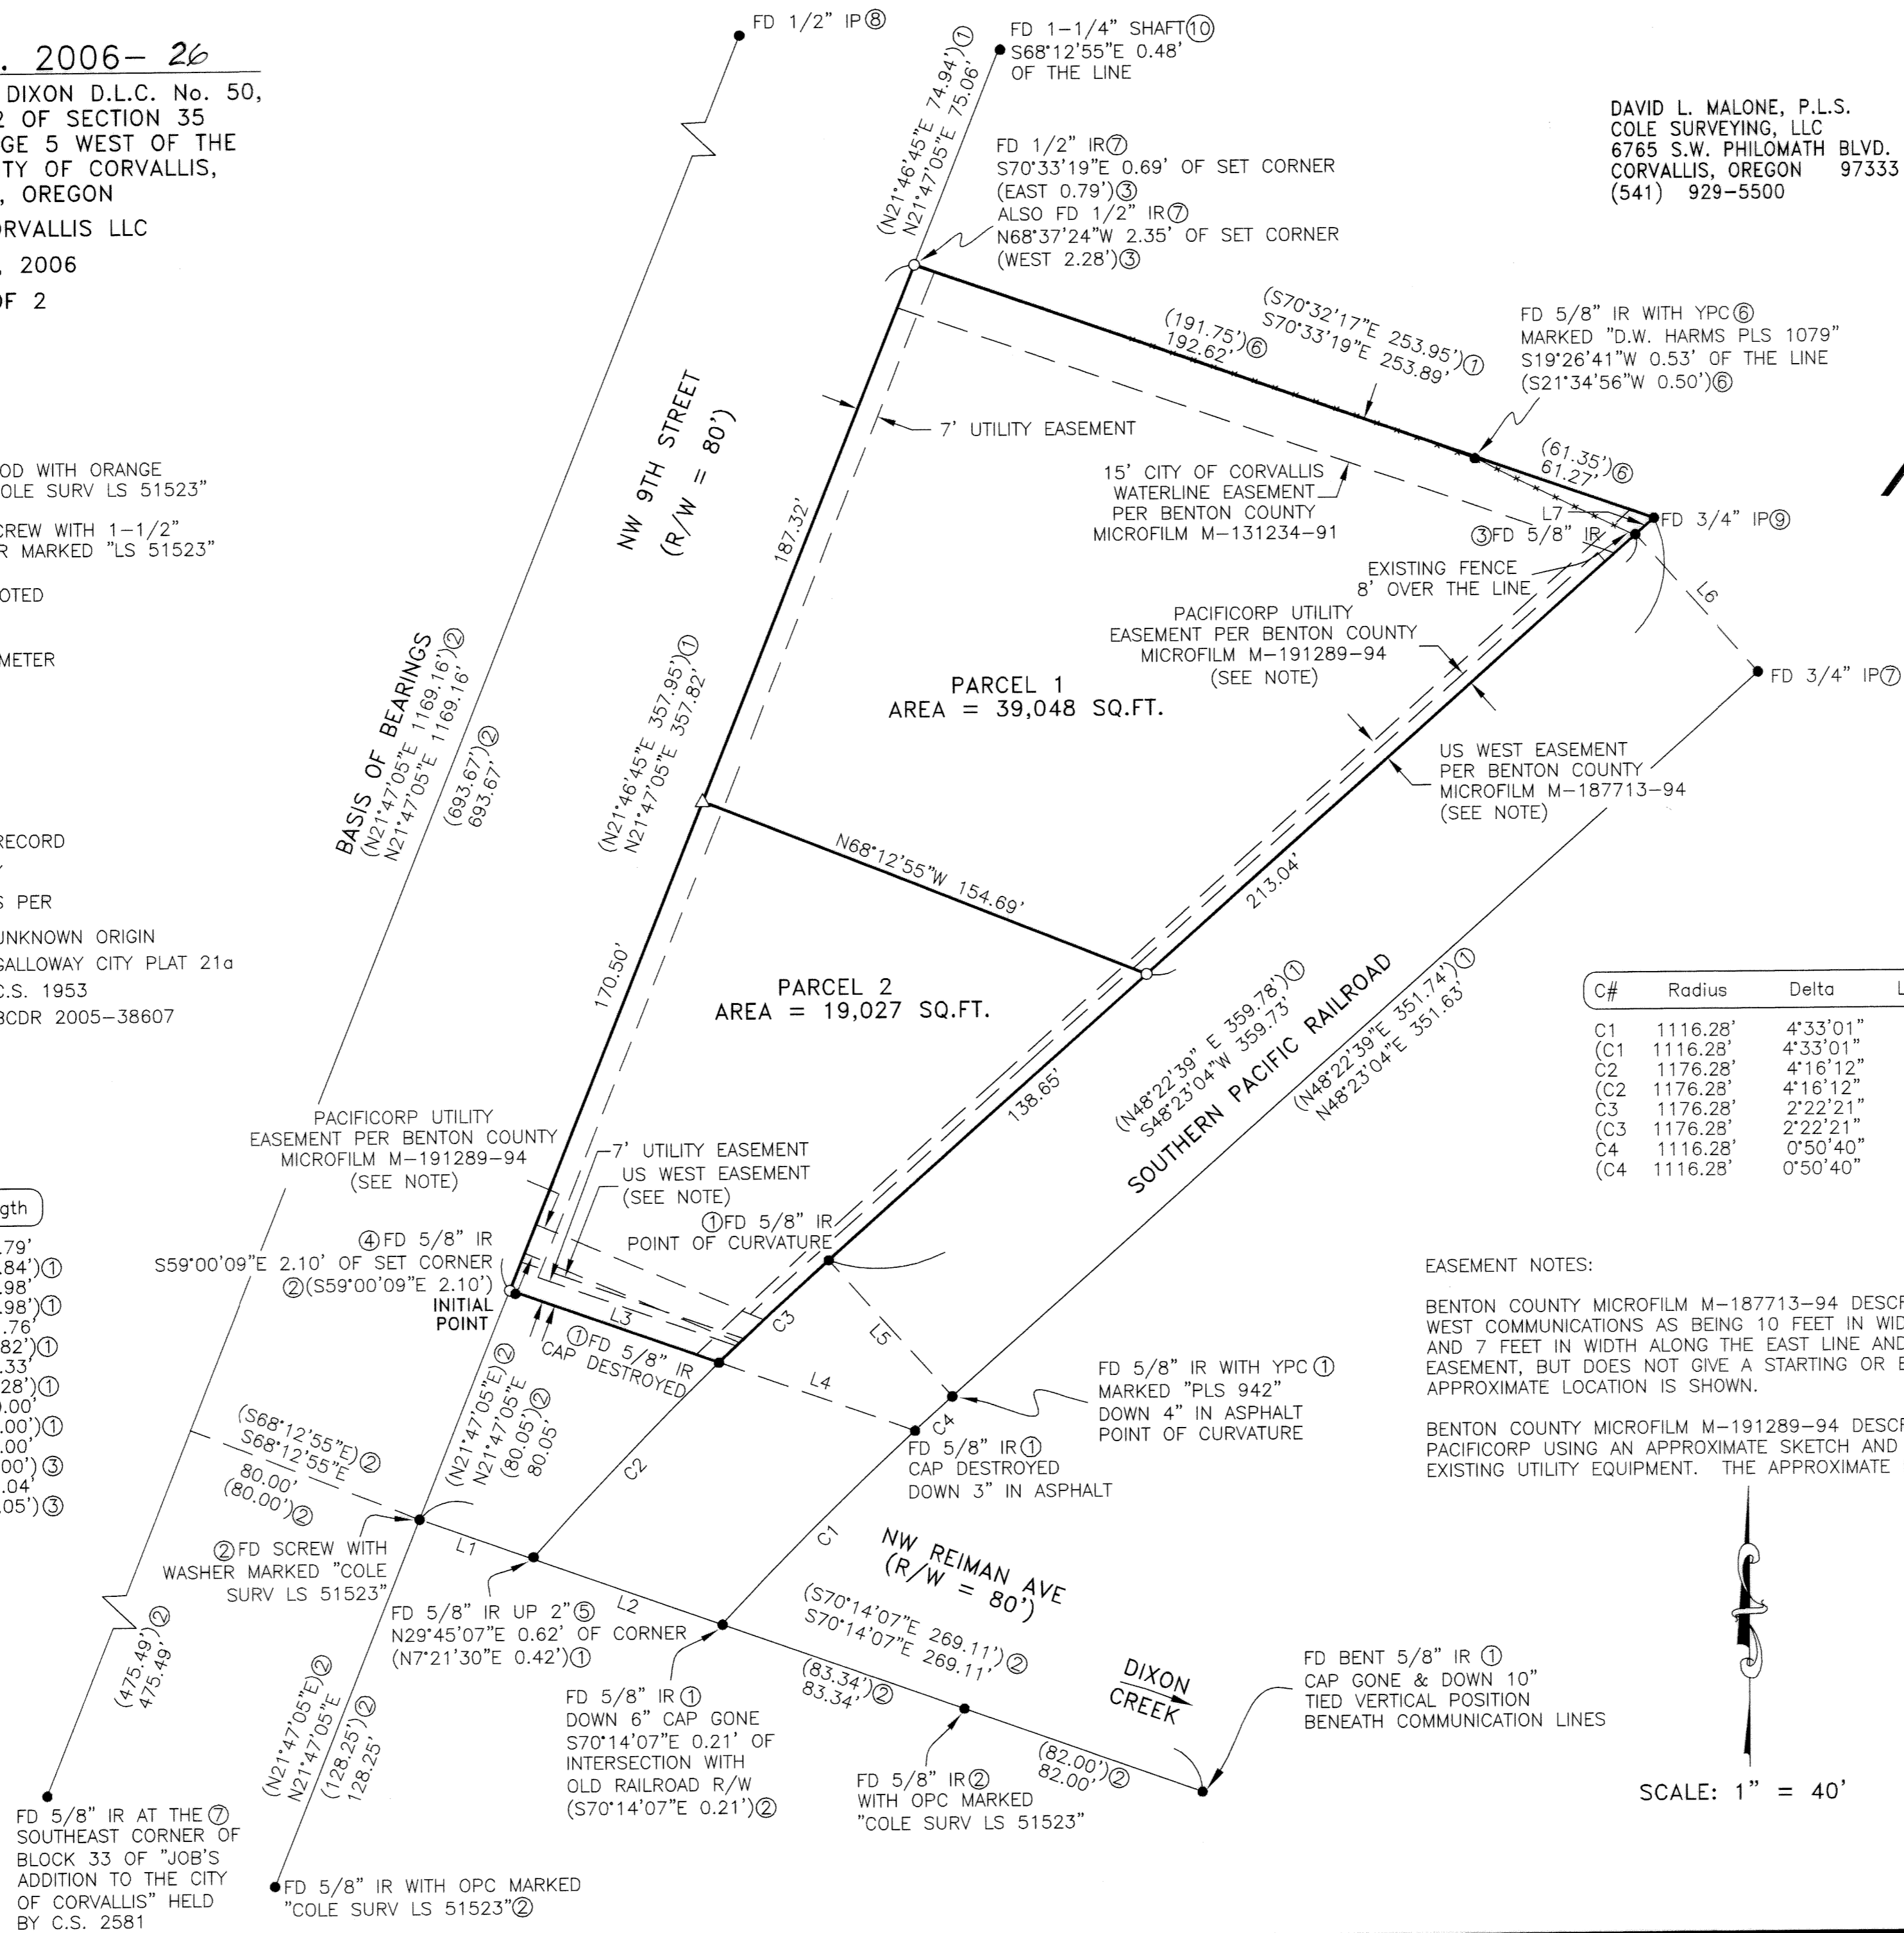 . 2006- 26
DIXON D.L.C. No. 50,
2 OF SECTION 35
GE 5 WEST OF THE
TY OF CORVALLIS,
, OREGON
ORVALLIS LLC
, 2006
OF 2
OD WITH ORANGE
COLE SURV LS 51523"
CREW WITH 1-1/2"
R MARKED "LS 51523"
OTED
METER
RECORD
S PER
UNKNOWN ORIGIN
GALLOWAY CITY PLAT 21a
C.S. 1953
BCDR 2005-38607
gth
.79'
.84')①
.98'
.98')①
.76'
82')①
.33'
28')①
0.00'
.00')①
.00'
00')③
.04'
.05')③
FD 1/2" IP⑧
FD 1-1/4" SHAFT⑩
S68°12'55"E 0.48'
OF THE LINE
(N21°46'45"E 74.94')①
N21°47'05"E 75.06'
FD 1/2" IR⑦
S70°33'19"E 0.69' OF SET CORNER
(EAST 0.79')③
ALSO FD 1/2" IR⑦
N68°37'24"W 2.35' OF SET CORNER
(WEST 2.28')③
DAVID L. MALONE, P.L.S.
COLE SURVEYING, LLC
6765 S.W. PHILOMATH BLVD.
CORVALLIS, OREGON 97333
(541) 929-5500
(S70°32'17"E 253.95')①
S70°33'19"E 253.89'
(191.75')⑥
192.62'
FD 5/8" IR WITH YPC⑥
MARKED "D.W. HARMS PLS 1079"
S19°26'41"W 0.53' OF THE LINE
(S21°34'56"W 0.50')⑥
(61.35')⑥
61.27'
NW 9TH STREET
(R/W = 80')
7' UTILITY EASEMENT
15' CITY OF CORVALLIS
WATERLINE EASEMENT
PER BENTON COUNTY
MICROFILM M-131234-91
L7
FD 3/4" IP⑨
③FD 5/8" IR
EXISTING FENCE
8' OVER THE LINE
L6
FD 3/4" IP⑦
187.32'
PACIFICORP UTILITY
EASEMENT PER BENTON COUNTY
MICROFILM M-191289-94
(SEE NOTE)
PARCEL 1
AREA = 39,048 SQ.FT.
US WEST EASEMENT
PER BENTON COUNTY
MICROFILM M-187713-94
(SEE NOTE)
BASIS OF BEARINGS
(N21°47'05"E 1169.16')②
N21°47'05"E 1169.16'
(693.67')②
693.67'
(N21°46'45"E 357.95')①
N21°47'05"E 357.82'
N68°12'55"W 154.69'
213.04'
170.50'
PARCEL 2
AREA = 19,027 SQ.FT.
138.65'
(N48°22'39" E 359.78')①
S48°23'04"W 359.73'
SOUTHERN PACIFIC RAILROAD
(N48°22'39"E 351.74')①
N48°23'04"E 351.63'
C# Radius Delta L
C1 1116.28' 4°33'01"
(C1 1116.28' 4°33'01"
C2 1176.28' 4°16'12"
(C2 1176.28' 4°16'12"
C3 1176.28' 2°22'21"
(C3 1176.28' 2°22'21"
C4 1116.28' 0°50'40"
(C4 1116.28' 0°50'40"
PACIFICORP UTILITY
EASEMENT PER BENTON COUNTY
MICROFILM M-191289-94
(SEE NOTE)
7' UTILITY EASEMENT
US WEST EASEMENT
(SEE NOTE)
①FD 5/8" IR
POINT OF CURVATURE
④FD 5/8" IR
S59°00'09"E 2.10' OF SET CORNER
②(S59°00'09"E 2.10')
INITIAL
POINT
L3
C3
①FD 5/8" IR
CAP DESTROYED
L5
L4
C4
FD 5/8" IR WITH YPC①
MARKED "PLS 942"
DOWN 4" IN ASPHALT
POINT OF CURVATURE
FD 5/8" IR①
CAP DESTROYED
DOWN 3" IN ASPHALT
EASEMENT NOTES:
BENTON COUNTY MICROFILM M-187713-94 DESCR
WEST COMMUNICATIONS AS BEING 10 FEET IN WID
AND 7 FEET IN WIDTH ALONG THE EAST LINE AND
EASEMENT, BUT DOES NOT GIVE A STARTING OR E
APPROXIMATE LOCATION IS SHOWN.
BENTON COUNTY MICROFILM M-191289-94 DESCR
PACIFICORP USING AN APPROXIMATE SKETCH AND
EXISTING UTILITY EQUIPMENT. THE APPROXIMATE
(S68°12'55"E)②
S68°12'55"E
80.00'
(80.00')②
(N21°47'05"E)②
N21°47'05"E
(80.05')②
80.05'
C2
C1
②FD SCREW WITH
WASHER MARKED "COLE
SURV LS 51523"
L1
L2
NW REIMAN AVE
(R/W = 80')
(S70°14'07"E 269.11')②
S70°14'07"E 269.11'
FD 5/8" IR UP 2"⑤
N29°45'07"E 0.62' OF CORNER
(N7°21'30"E 0.42')①
(83.34')②
83.34'
DIXON
CREEK
FD BENT 5/8" IR ①
CAP GONE & DOWN 10"
TIED VERTICAL POSITION
BENEATH COMMUNICATION LINES
(475.49')②
475.49'
(N21°47'05"E)②
N21°47'05"E
(128.25')②
128.25'
FD 5/8" IR①
DOWN 6" CAP GONE
S70°14'07"E 0.21' OF
INTERSECTION WITH
OLD RAILROAD R/W
(S70°14'07"E 0.21')②
(82.00')②
82.00'
FD 5/8" IR②
WITH OPC MARKED
"COLE SURV LS 51523"
SCALE: 1" = 40'
FD 5/8" IR AT THE⑦
SOUTHEAST CORNER OF
BLOCK 33 OF "JOB'S
ADDITION TO THE CITY
OF CORVALLIS" HELD
BY C.S. 2581
FD 5/8" IR WITH OPC MARKED
"COLE SURV LS 51523"②